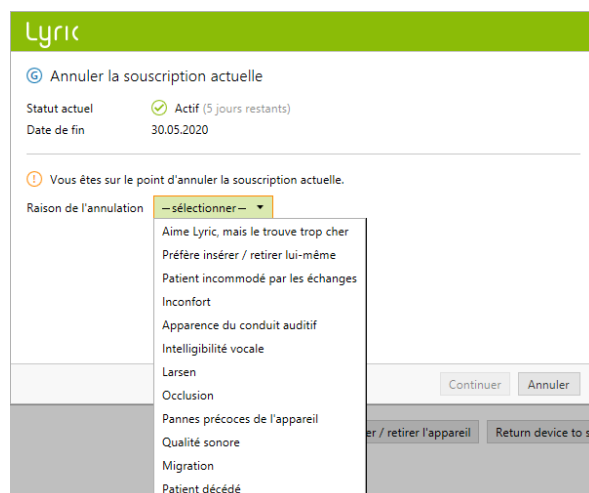 Lyric
G Annuler la souscription actuelle
Statut actuel Actif (5 jours restants)
Date de fin 30.05.2020
! Vous êtes sur le point d'annuler la souscription actuelle.
Raison de l'annulation —sélectionner—
Aime Lyric, mais le trouve trop cher
Préfère insérer / retirer lui-même
Patient incommodé par les échanges
Inconfort
Apparence du conduit auditif
Intelligibilité vocale
Larsen
Continuer Annuler
Occlusion
Pannes précoces de l'appareil
er / retirer l'appareil Return device to s
Qualité sonore
Migration
Patient décédé